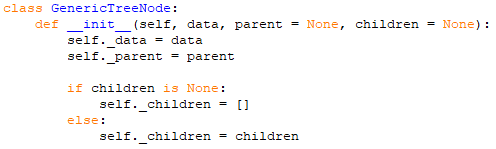 class GenericTreeNode:
    def __init__(self, data, parent = None, children = None):
        self._data = data
        self._parent = parent

        if children is None:
            self._children = []
        else:
            self._children = children